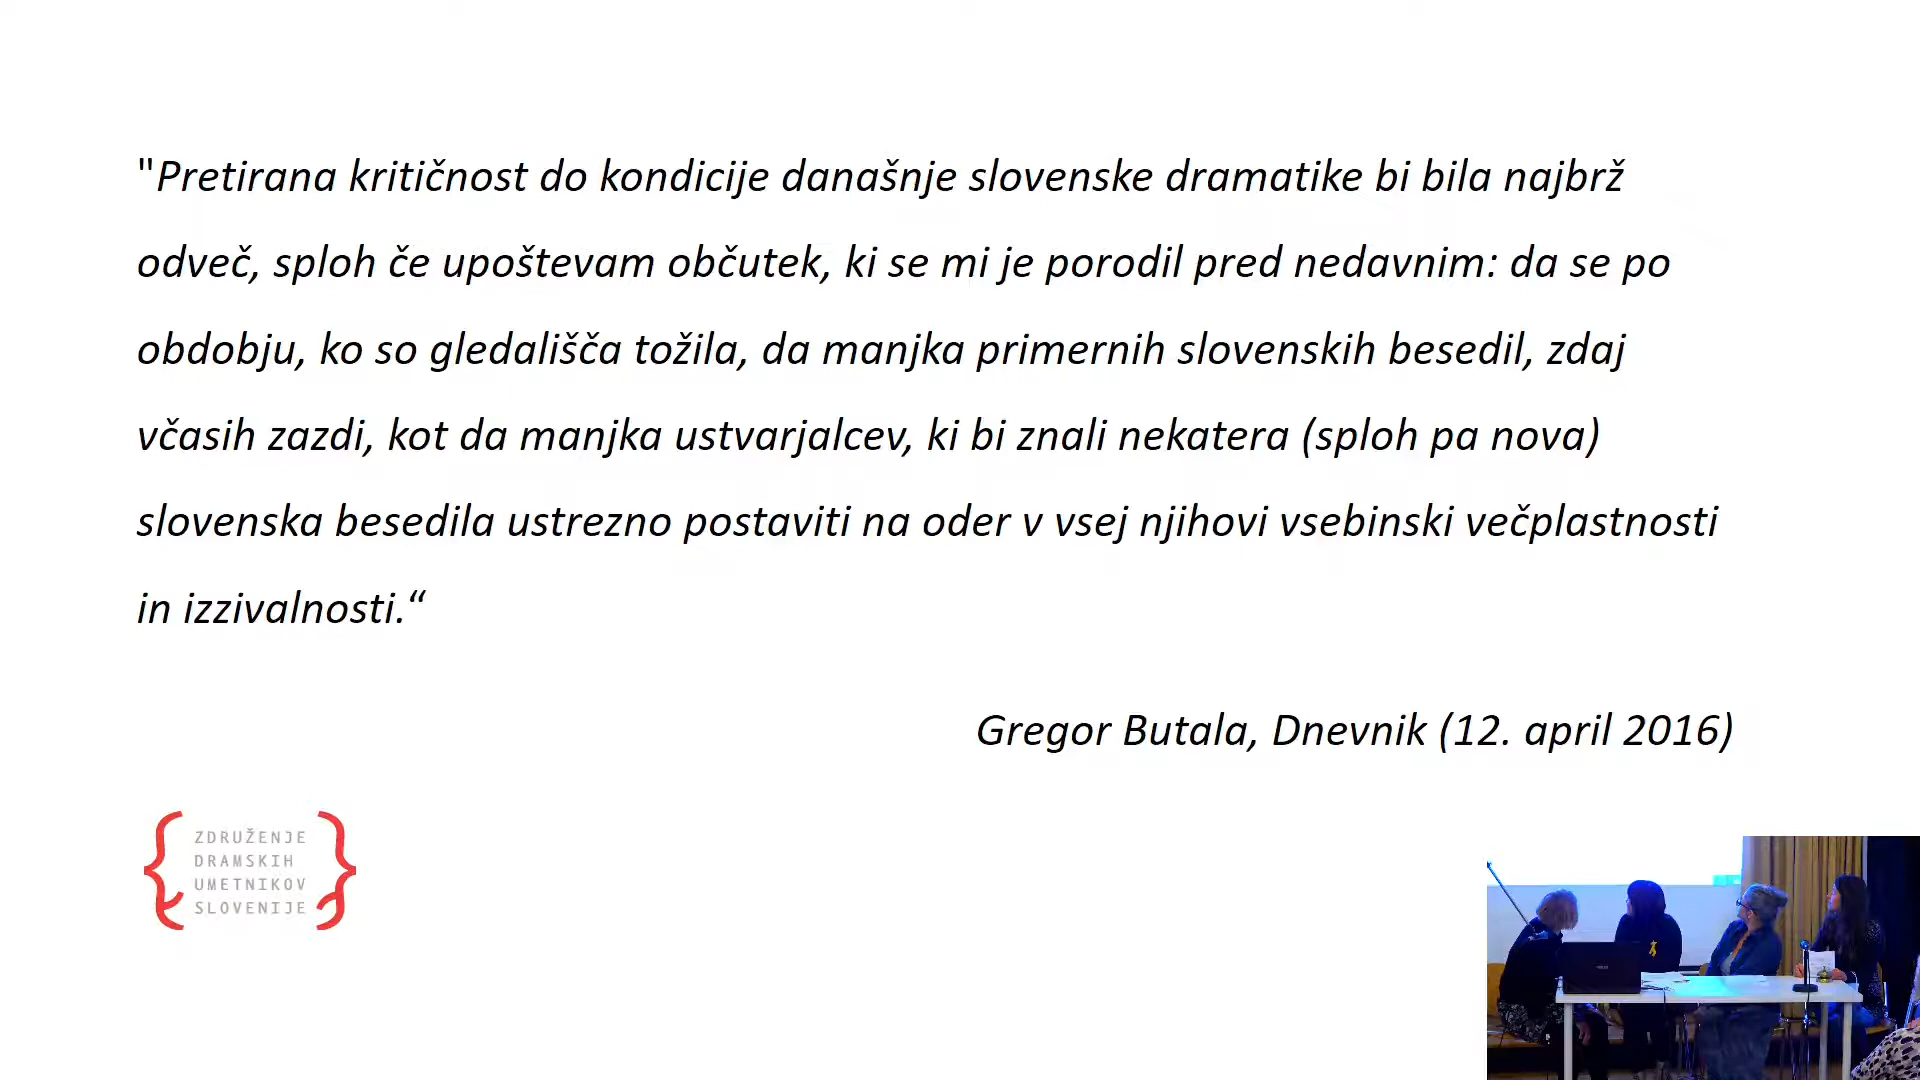 "Pretirana kritičnost do kondicije današnje slovenske dramatike bi bila najbrž
odveč, sploh če upoštevam občutek, ki se mi je porodil pred nedavnim: da se po
obdobju, ko so gledališča tožila, da manjka primernih slovenskih besedil, zdaj
včasih zazdi, kot da manjka ustvarjalcev, ki bi znali nekatera (sploh pa nova)
slovenska besedila ustrezno postaviti na oder v vsej njihovi vsebinski večplastnosti
in izzivalnosti.“
Gregor Butala, Dnevnik (12. april 2016)
ZDRUŽENJE
DRAMSKIH
UMETNIKOV
SLOVENIJE